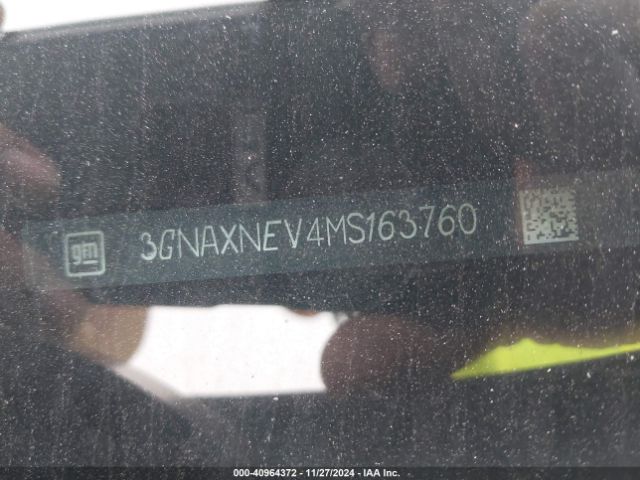 gm 3GNAXNEV4MS163760
000-40964372 - 11/27/2024 - IAA Inc.